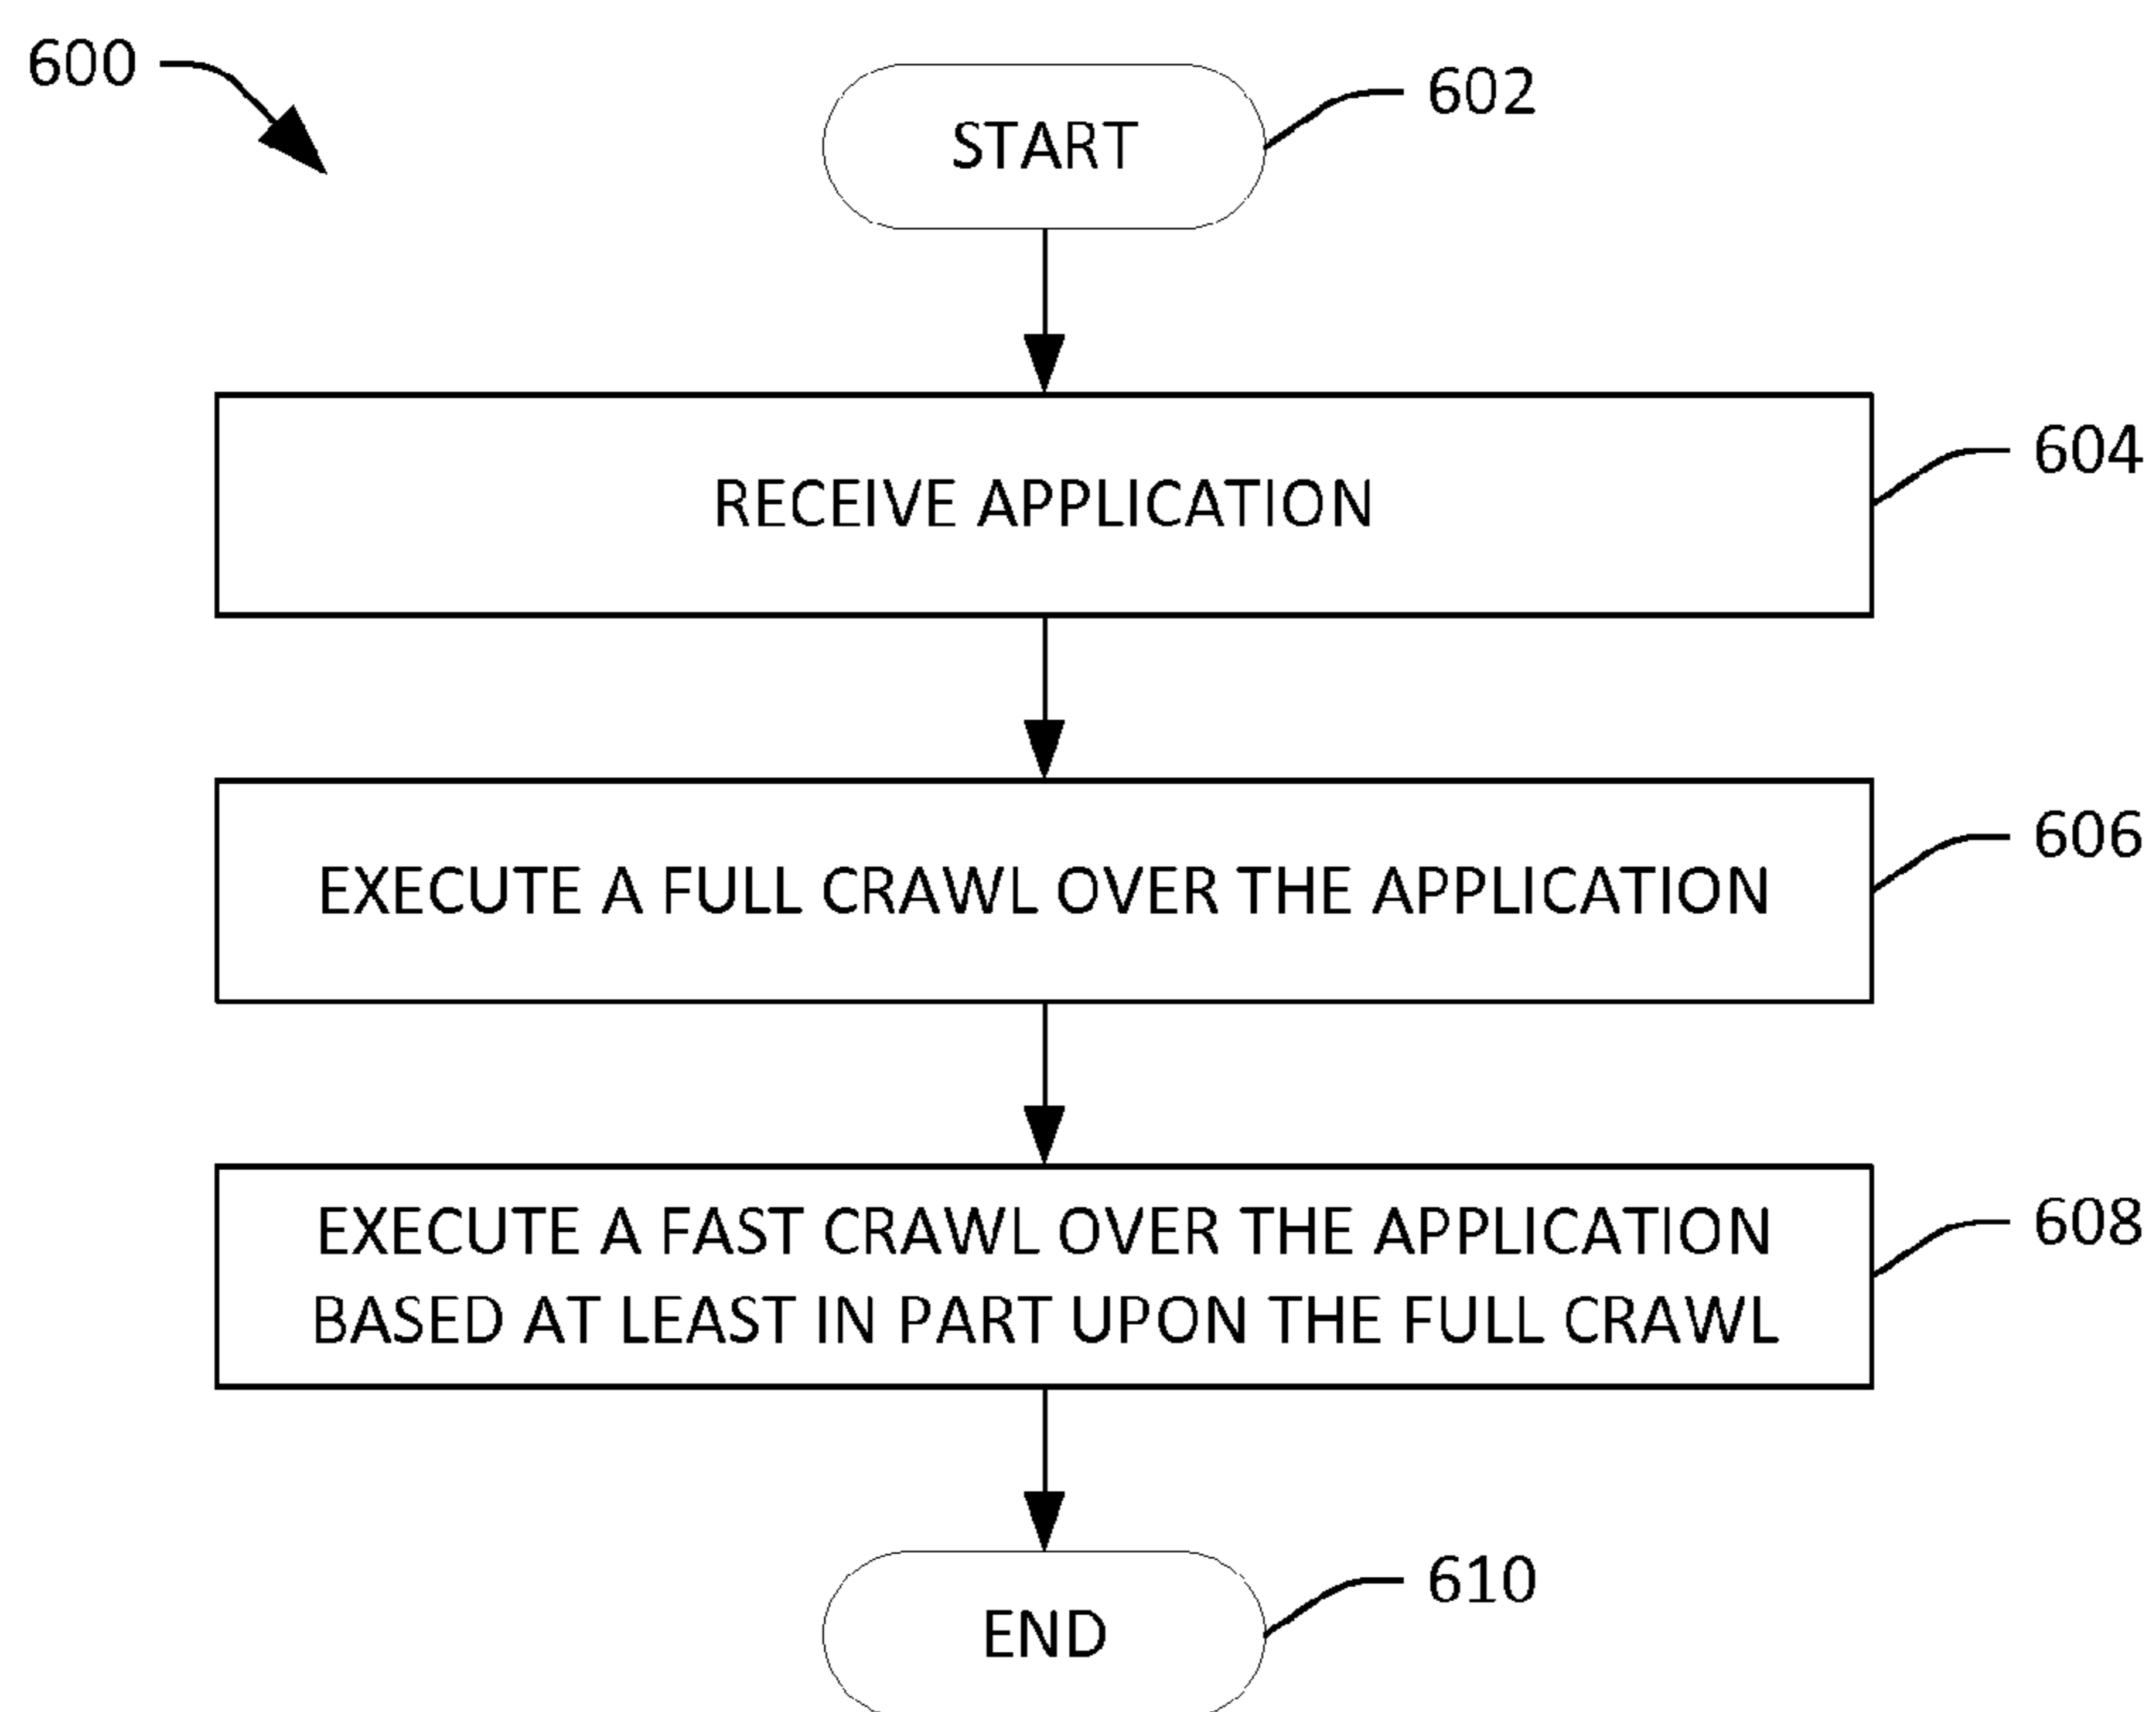 600
START
602
RECEIVE APPLICATION
604
EXECUTE A FULL CRAWL OVER THE APPLICATION
606
EXECUTE A FAST CRAWL OVER THE APPLICATION
BASED AT LEAST IN PART UPON THE FULL CRAWL
608
END
610